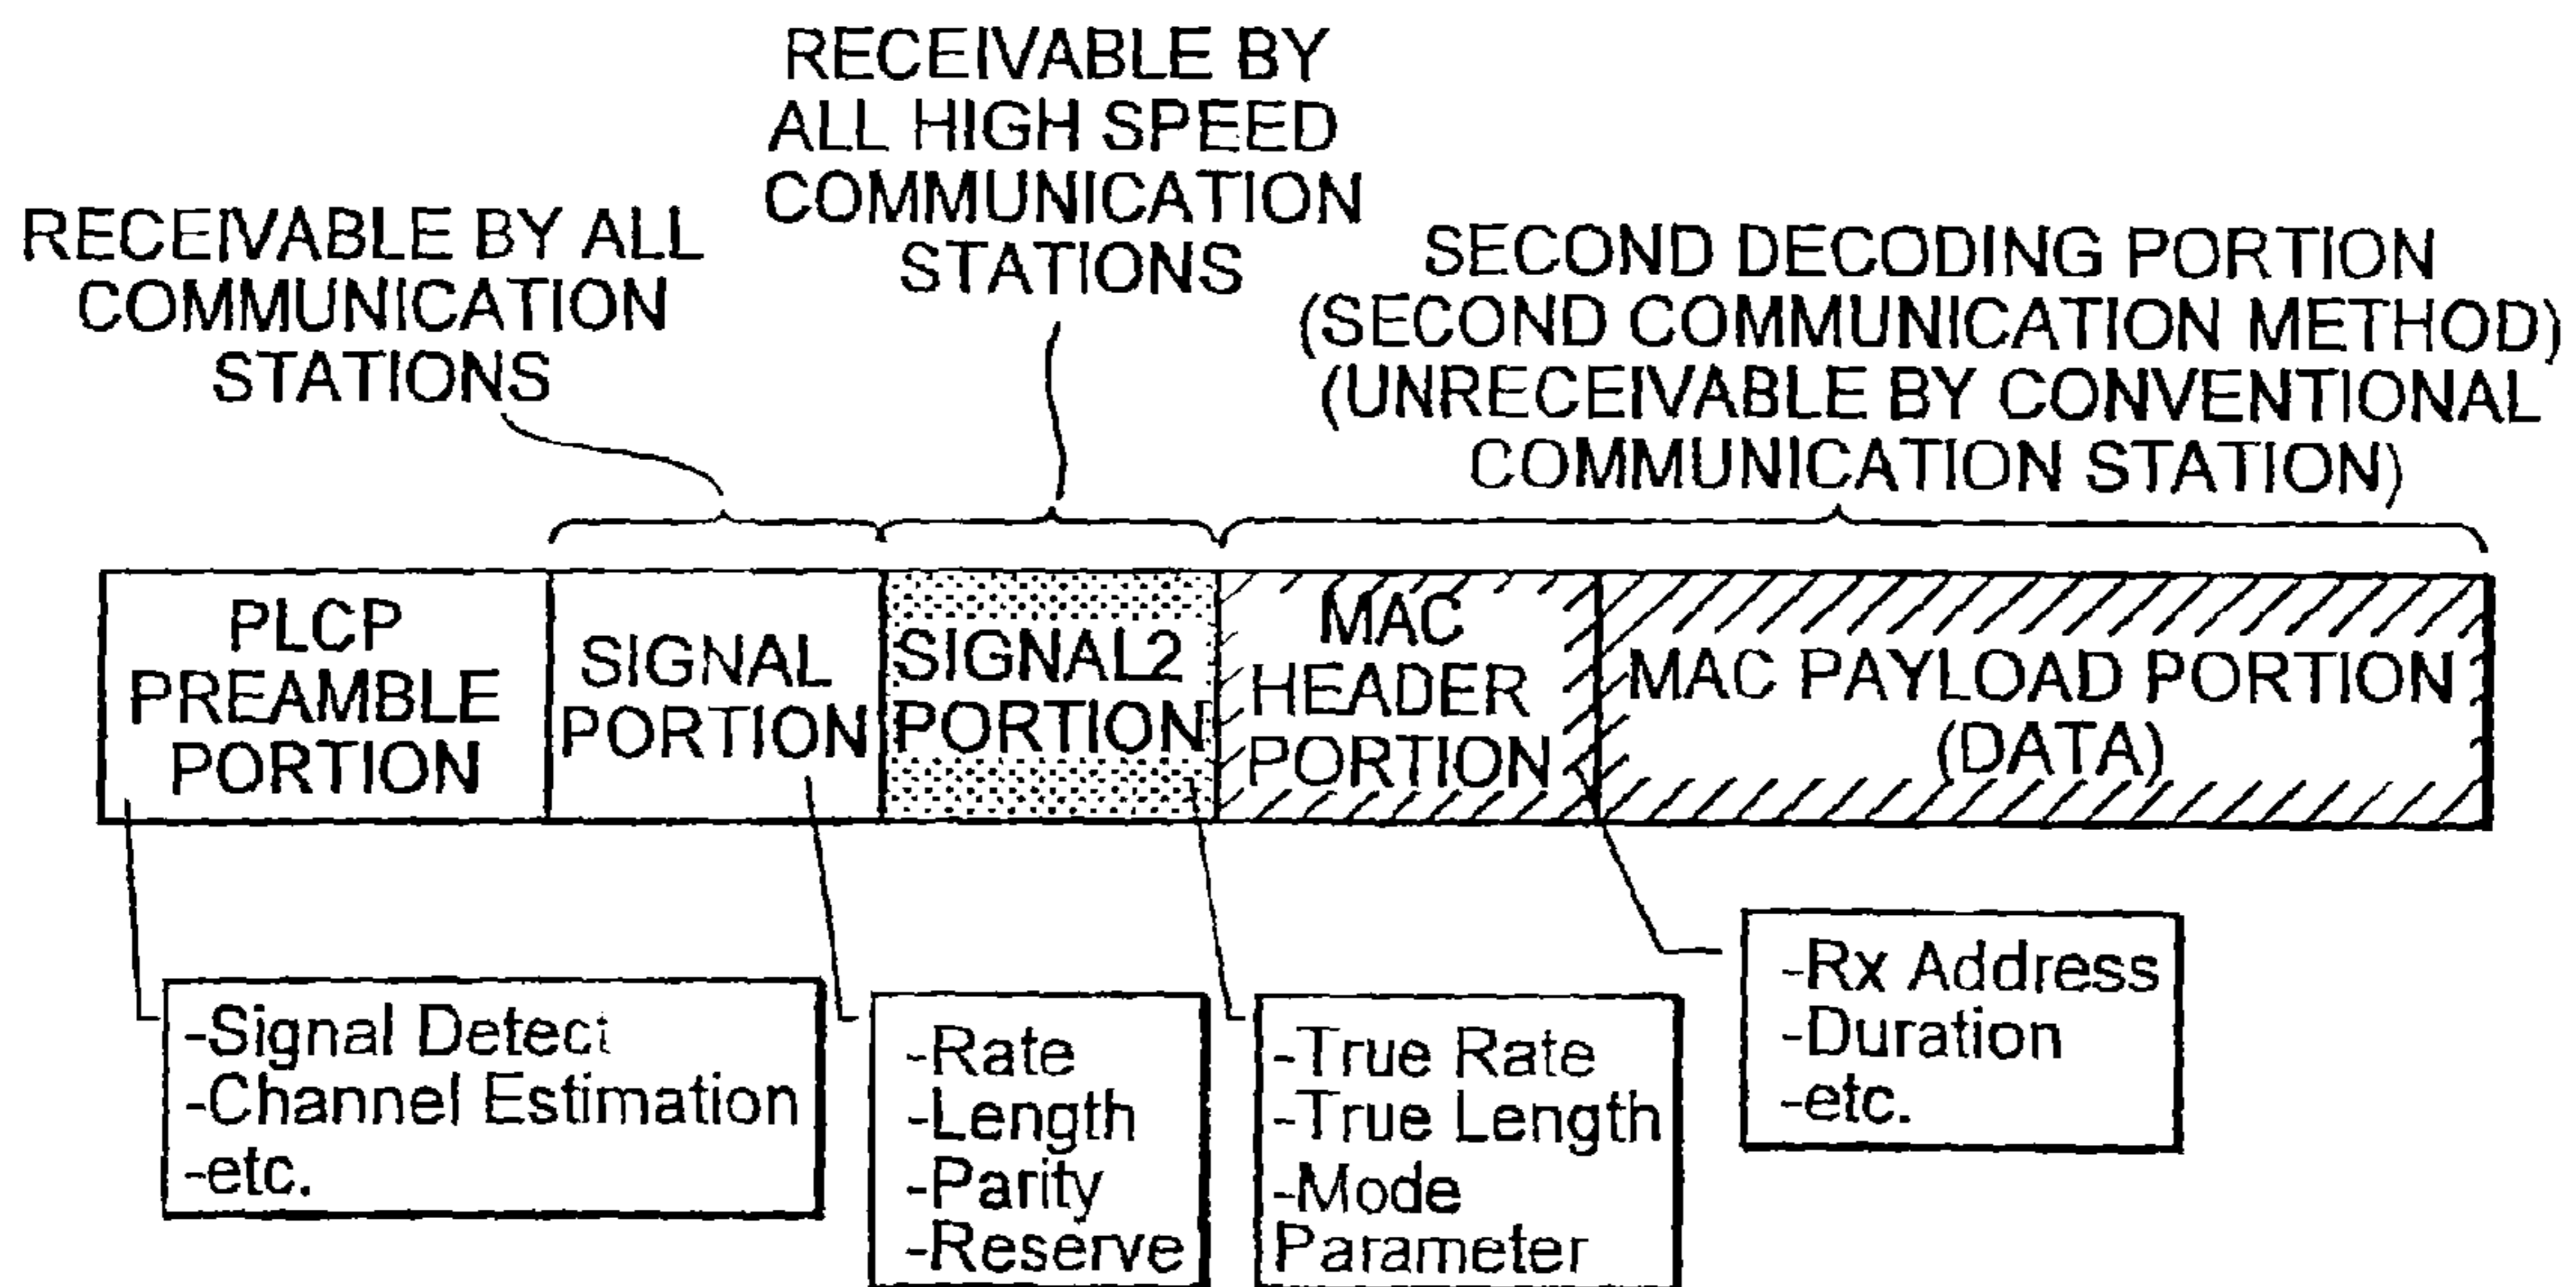 RECEIVABLE BY ALL
COMMUNICATION
STATIONS
RECEIVABLE BY
ALL HIGH SPEED
COMMUNICATION
STATIONS
SECOND DECODING PORTION
(SECOND COMMUNICATION METHOD)
(UNRECEIVABLE BY CONVENTIONAL
COMMUNICATION STATION)
PLCP
PREAMBLE
PORTION
SIGNAL
PORTION
SIGNAL2
PORTION
MAC
HEADER
PORTION
MAC PAYLOAD PORTION
(DATA)
-Signal Detect
-Channel Estimation
-etc.
-Rate
-Length
-Parity
-Reserve
-True Rate
-True Length
-Mode
Parameter
-Rx Address
-Duration
-etc.